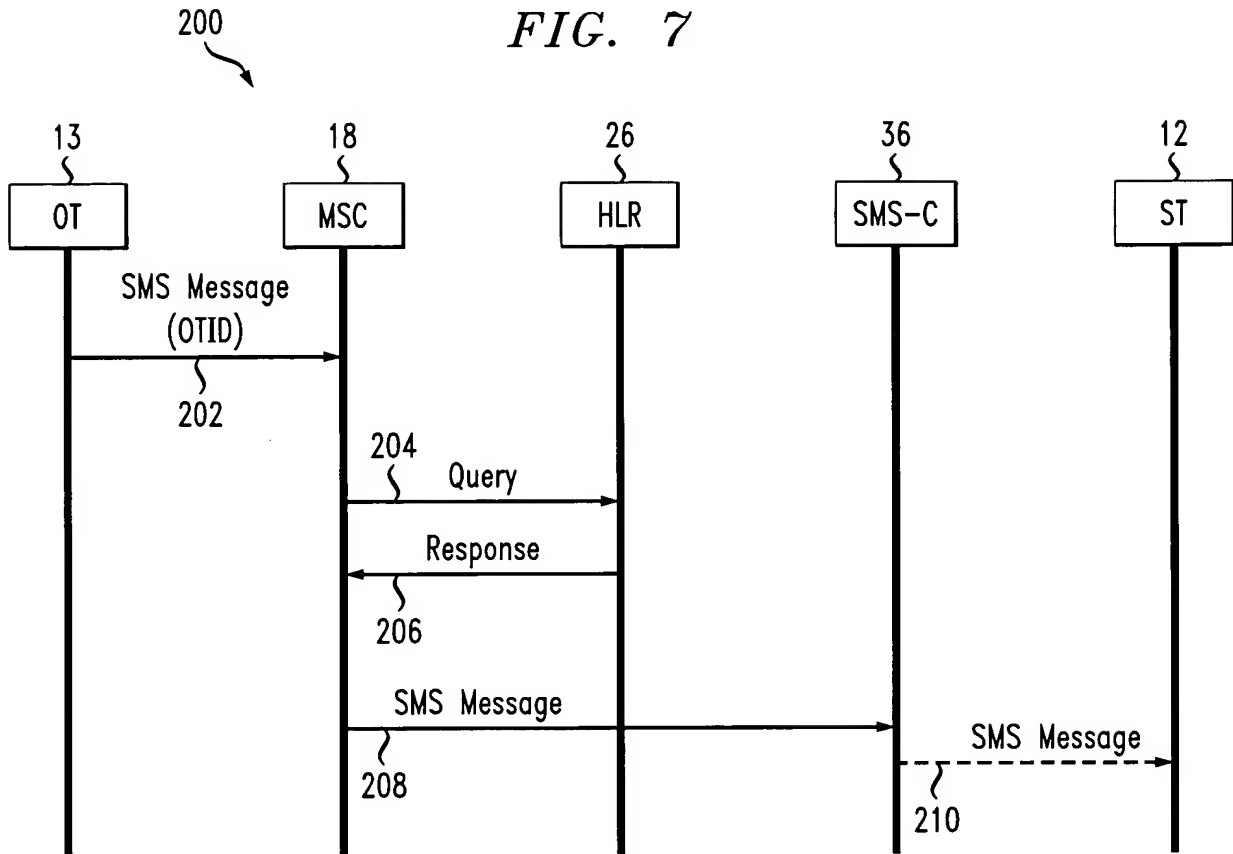 200
FIG. 7
13
18
26
36
12
OT
MSC
HLR
SMS-C
ST
SMS Message
(OTID)
202
204
Query
Response
206
SMS Message
208
SMS Message
210